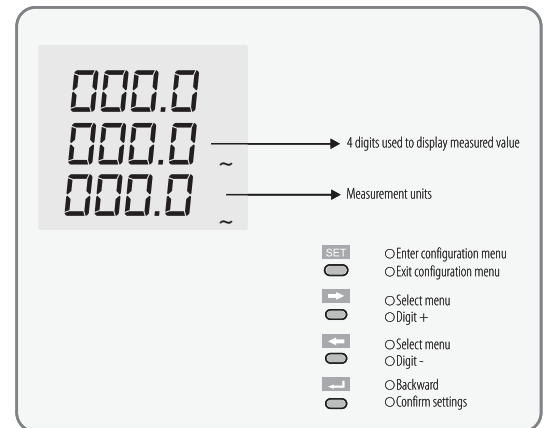 000.0
000.0 ~
000.0 ~
4 digits used to display measured value
Measurement units
SET
Enter configuration menu
Exit configuration menu
Select menu
Digit +
Select menu
Digit -
Backward
Confirm settings